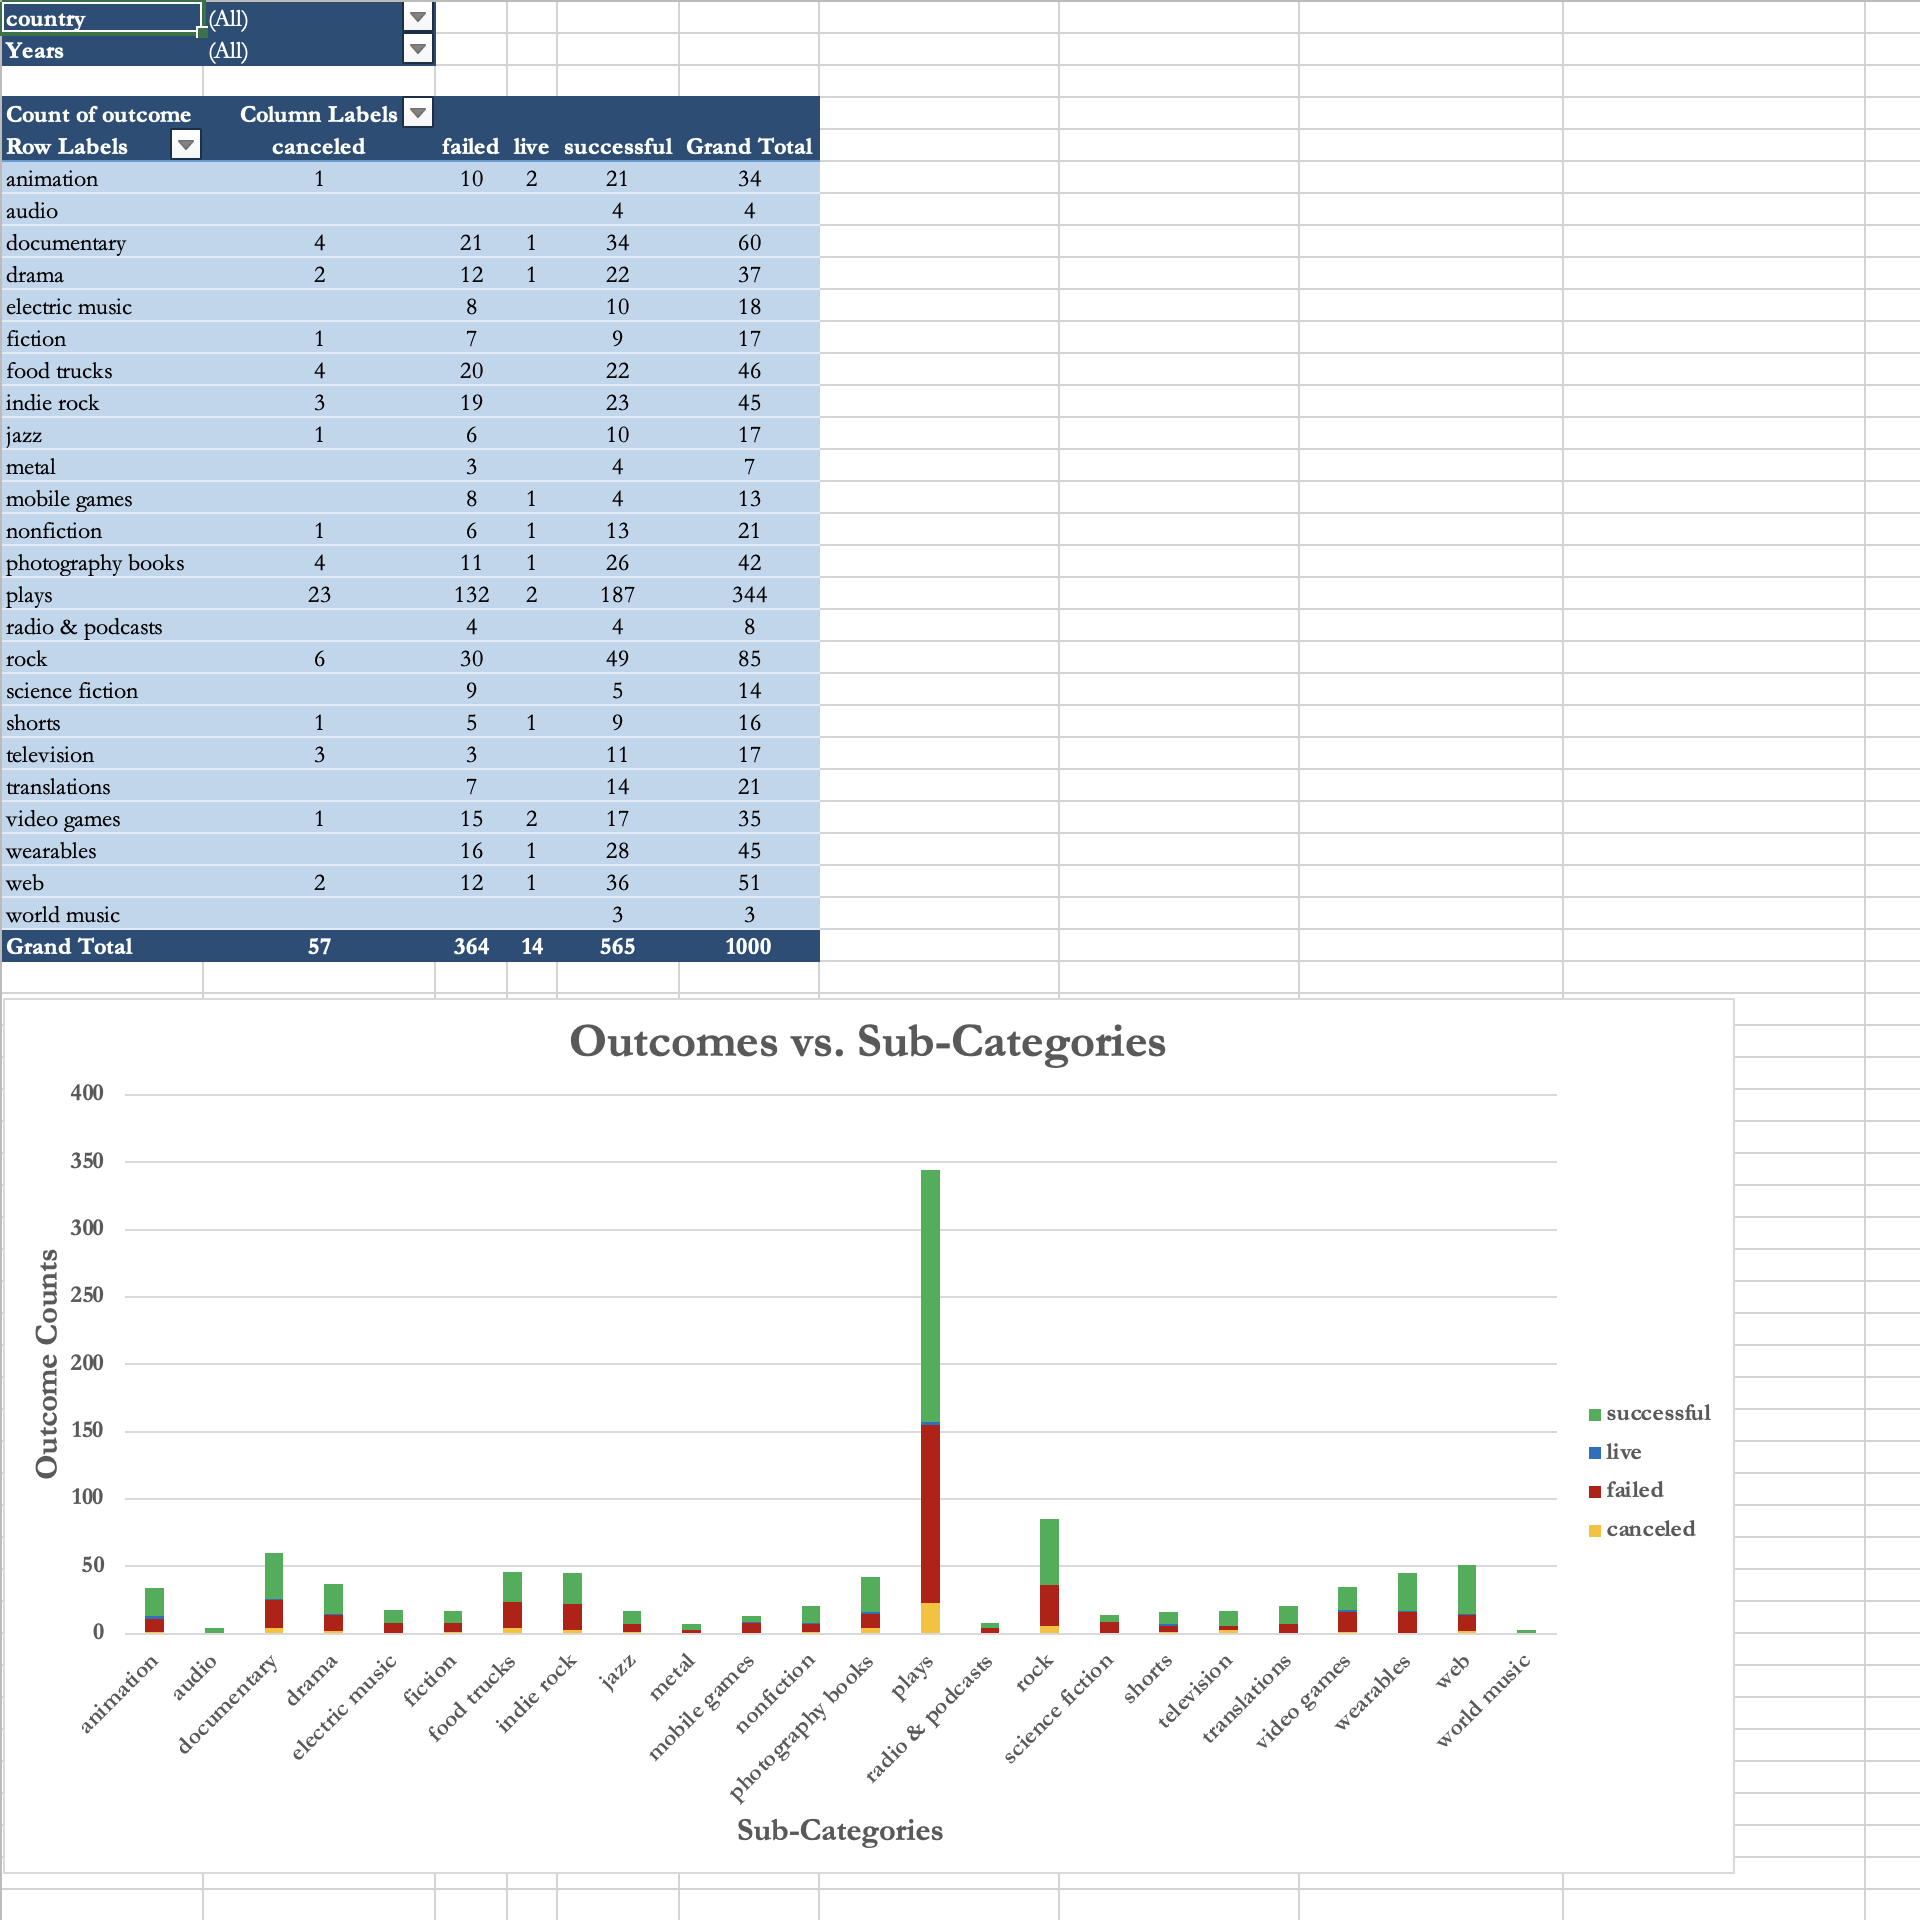 country (All)
Years (All)
Count of outcome Column Labels
Row Labels canceled failed live successful Grand Total
animation 1 10 2 21 34
audio 4 4
documentary 4 21 1 34 60
drama 2 12 1 22 37
electric music 8 10 18
fiction 1 7 9 17
food trucks 4 20 22 46
indie rock 3 19 23 45
jazz 1 6 10 17
metal 3 4 7
mobile games 8 1 4 13
nonfiction 1 6 1 13 21
photography books 4 11 1 26 42
plays 23 132 2 187 344
radio & podcasts 4 4 8
rock 6 30 49 85
science fiction 9 5 14
shorts 1 5 1 9 16
television 3 3 11 17
translations 7 14 21
video games 1 15 2 17 35
wearables 16 1 28 45
web 2 12 1 36 51
world music 3 3
Grand Total 57 364 14 565 1000
Outcomes vs. Sub-Categories
Outcome Counts
400
350
300
250
200
150
100
50
0
animation
audio
documentary
drama
electric music
fiction
food trucks
indie rock
jazz
metal
mobile games
nonfiction
photography books
plays
radio & podcasts
rock
science fiction
shorts
television
translations
video games
wearables
web
world music
Sub-Categories
successful
live
failed
canceled